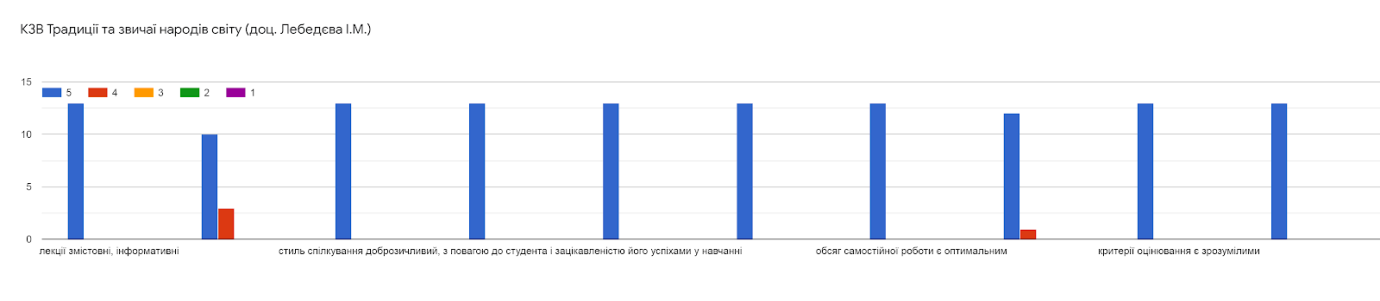 КЗВ Традиції та звичаї народів світу (доц. Лебедєва І.М.)
15
5 4 3 2 1
10
5
0
лекції змістовні, інформативні стиль спілкування доброзичливий, з повагою до студента і зацікавленістю його успіхами у навчанні обсяг самостійної роботи є оптимальним критерії оцінювання є зрозумілими